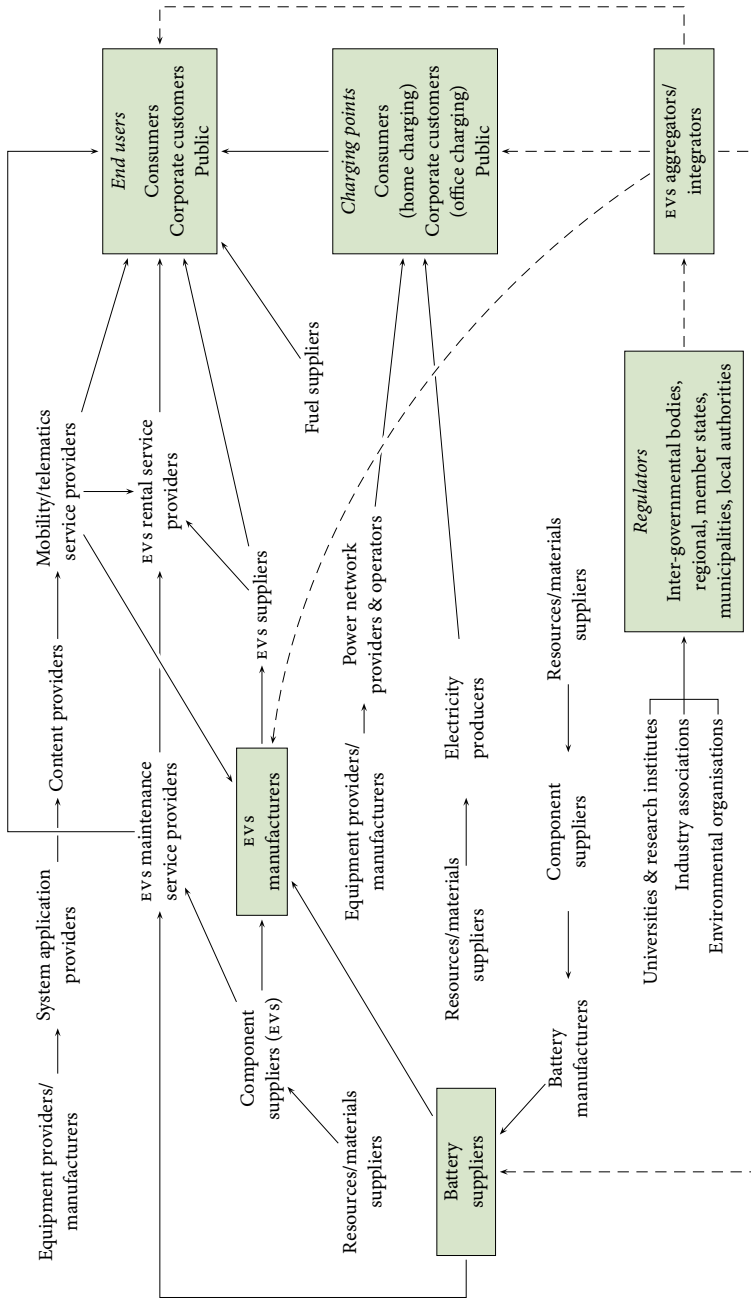 Equipment providers/
manufacturers
System application
providers
Content providers
Mobility/telematics
service providers
EVs maintenance
service providers
EVs rental service
providers
End users
Consumers
Corporate customers
Public
Component
suppliers (EVs)
EVs
manufacturers
EVs suppliers
Fuel suppliers
Resources/materials
suppliers
Equipment providers/
manufacturers
Power network
providers & operators
Charging points
Consumers
(home charging)
Corporate customers
(office charging)
Public
Battery
suppliers
Resources/materials
suppliers
Electricity
producers
Battery
manufacturers
Component
suppliers
Resources/materials
suppliers
Universities & research institutes
Industry associations
Environmental organisations
Regulators
Inter-governmental bodies,
regional, member states,
municipalities, local authorities
EVs aggregators/
integrators